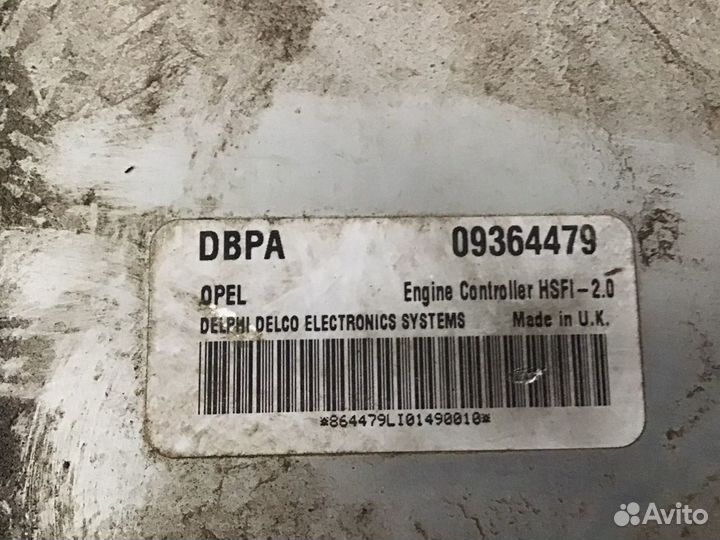 DBPA 09364479
OPEL Engine Controller HSFI-2.0
DELPHI DELCO ELECTRONICS SYSTEMS Made in U.K.
*864479LI01490010*
Avito